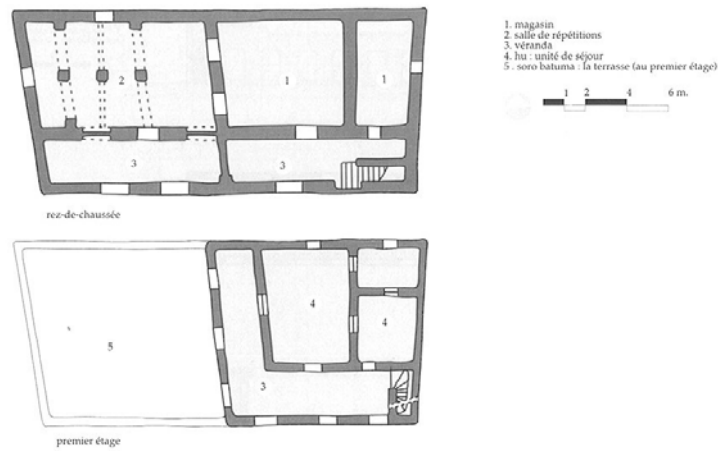 1. magasin
2. salle de répétitions
3. véranda
4. hu : unité de séjour
5 . soro batuma : la terrasse (au premier étage)
1 2 4 6 m.
2
1
1
3
3
rez-de-chaussée
4
4
5
3
premier étage